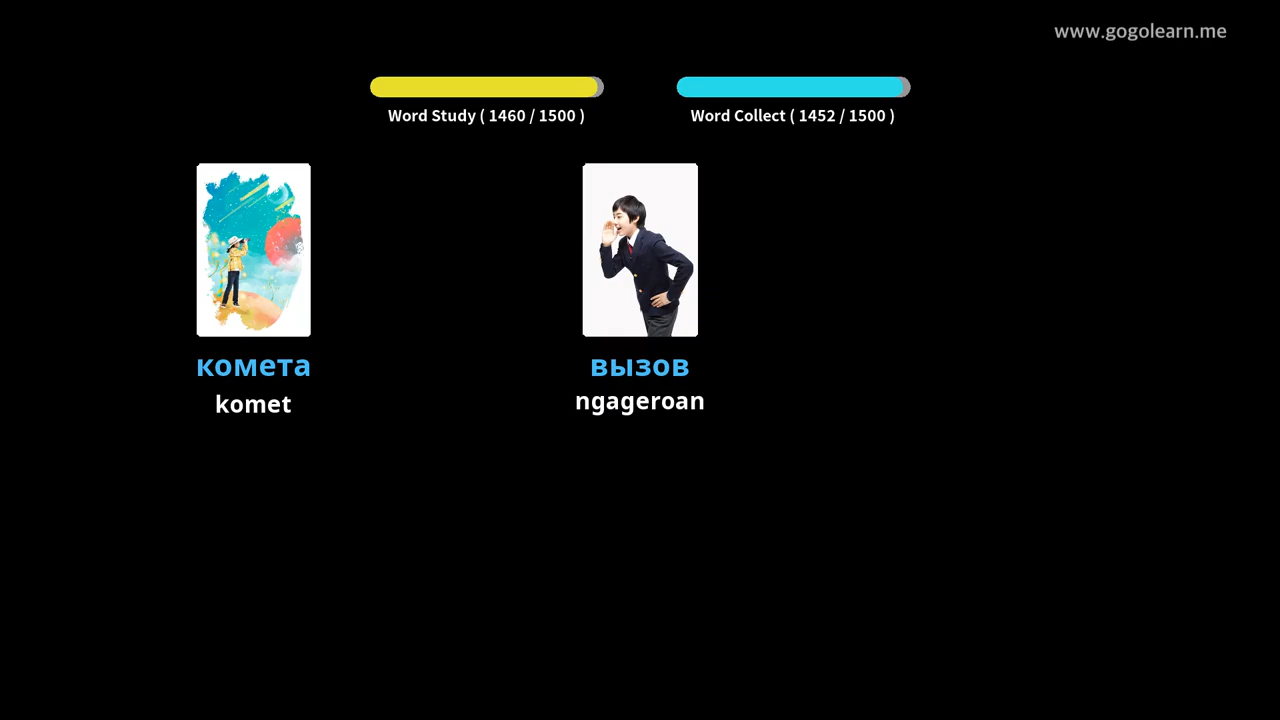 www.gogolearn.me
Word Study ( 1460 / 1500 )
Word Collect ( 1452 / 1500 )
комета
komet
вызов
ngageroan